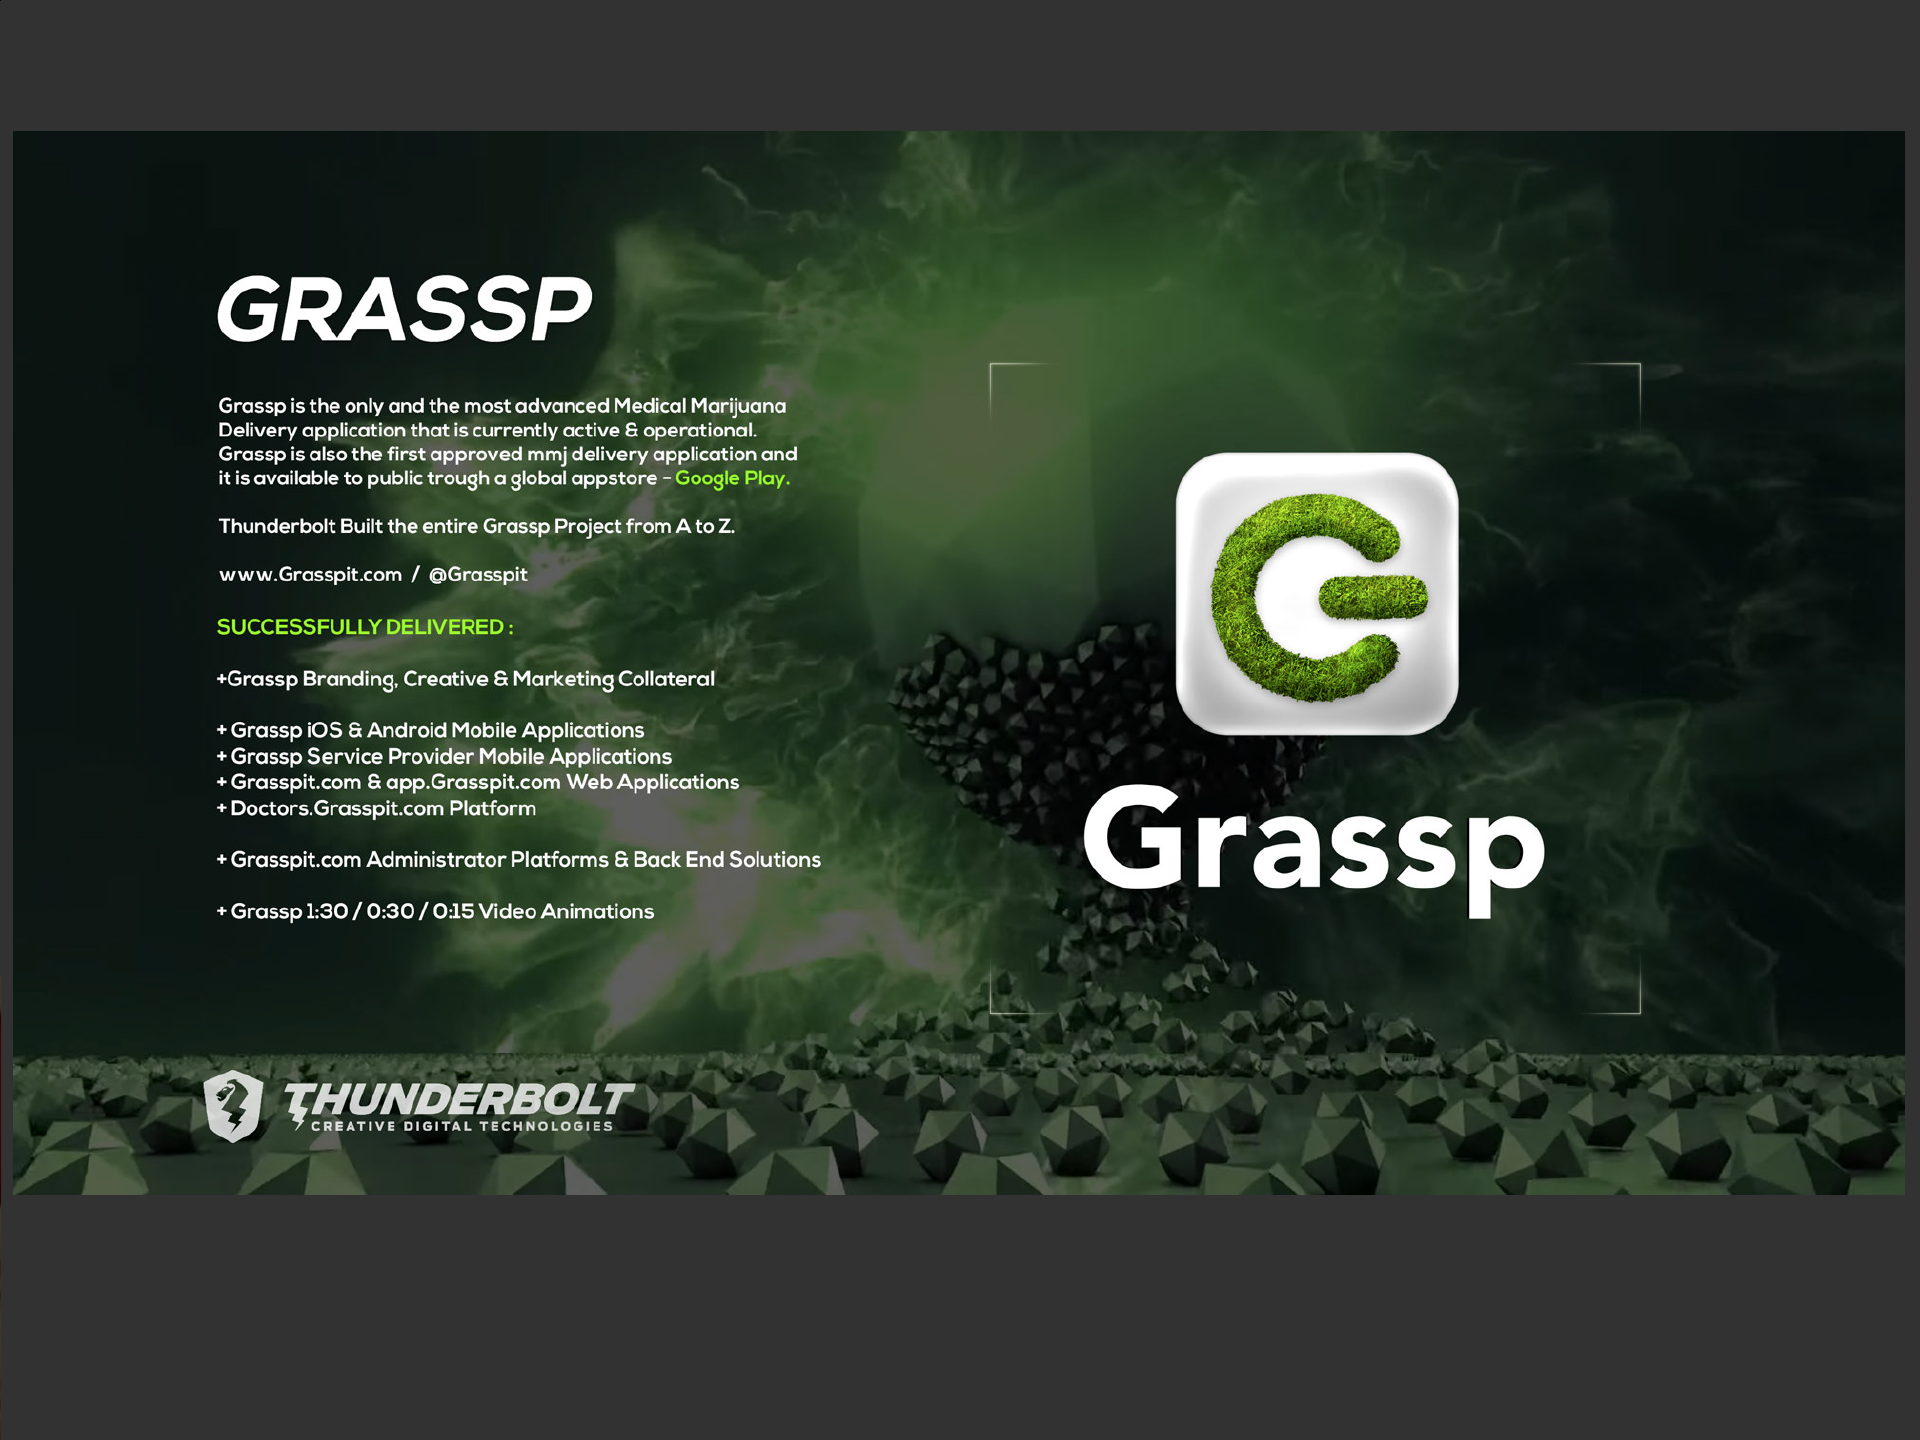 GRASSP
Grassp is the only and the most advanced Medical Marijuana
Delivery application that is currently active & operational.
Grassp is also the first approved mmj delivery application and
it is available to public trough a global appstore - Google Play.
Thunderbolt Built the entire Grassp Project from A to Z.
www.Grasspit.com / @Grasspit
SUCCESSFULLY DELIVERED :
+Grassp Branding, Creative & Marketing Collateral
+ Grassp iOS & Android Mobile Applications
+ Grassp Service Provider Mobile Applications
+ Grasspit.com & app.Grasspit.com Web Applications
+ Doctors.Grasspit.com Platform
+ Grasspit.com Administrator Platforms & Back End Solutions
+ Grassp 1:30 / 0:30 / 0:15 Video Animations
Grassp
THUNDERBOLT
CREATIVE DIGITAL TECHNOLOGIES